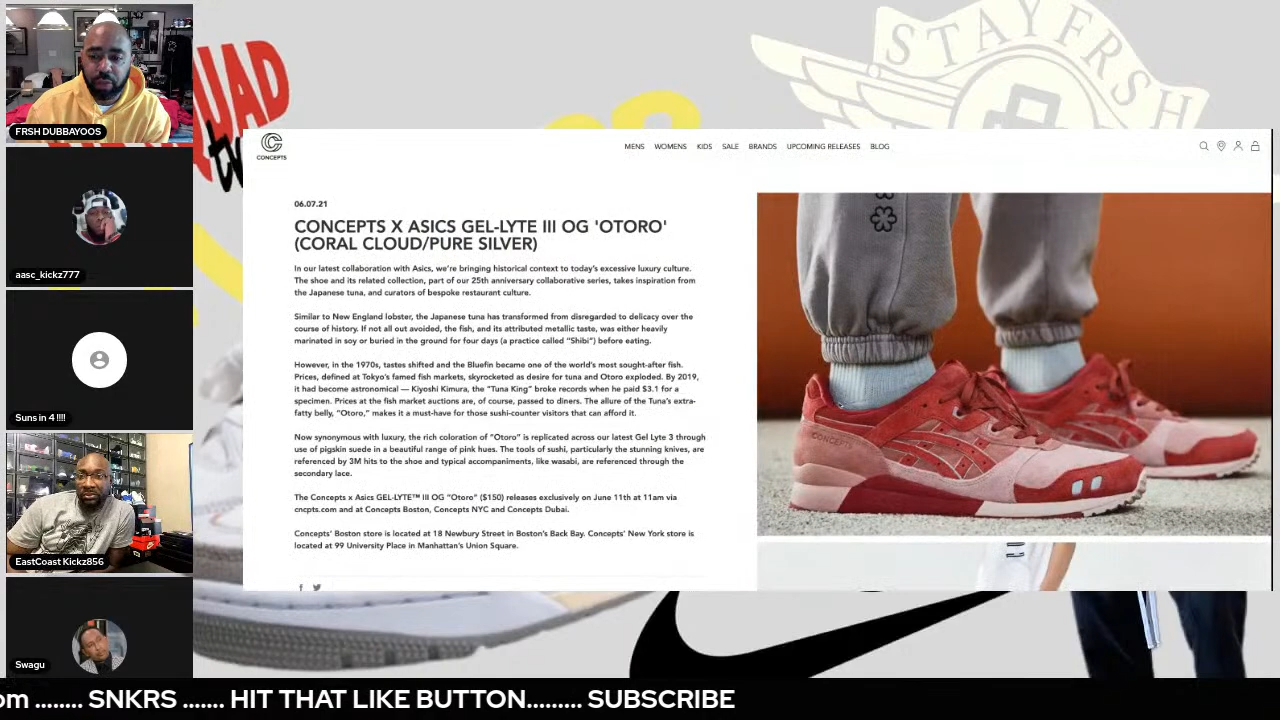 STAYFRSH
QUAD
FRSH DUBBAYOOS
aasc_kickz777
Suns in 4 !!!!
EastCoast Kickz856
Swagu
CONCEPTS
MENS WOMENS KIDS SALE BRANDS UPCOMING RELEASES BLOG
06.07.21
CONCEPTS X ASICS GEL-LYTE III OG 'OTORO'
(CORAL CLOUD/PURE SILVER)
In our latest collaboration with Asics, we're bringing historical context to today's excessive luxury culture.
The shoe and its related collection, part of our 25th anniversary collaborative series, takes inspiration from
the Japanese tuna, and curators of bespoke restaurant culture.
Similar to New England lobster, the Japanese tuna has transformed from disregarded to delicacy over the
course of history. If not all out avoided, the fish, and its attributed metallic taste, was either heavily
marinated in soy or buried in the ground for four days (a practice called "Shibi") before eating.
However, in the 1970s, tastes shifted and the Bluefin became one of the world's most sought-after fish.
Prices, defined at Tokyo's famed fish markets, skyrocketed as desire for tuna and Otoro exploded. By 2019,
it had become astronomical — Kiyoshi Kimura, the "Tuna King" broke records when he paid $3.1 for a
specimen. Prices at the fish market auctions are, of course, passed to diners. The allure of the Tuna's extra-
fatty belly, "Otoro," makes it a must-have for those sushi-counter visitors that can afford it.
Now synonymous with luxury, the rich coloration of "Otoro" is replicated across our latest Gel Lyte 3 through
use of pigskin suede in a beautiful range of pink hues. The tools of sushi, particularly the stunning knives, are
referenced by 3M hits to the shoe and typical accompaniments, like wasabi, are referenced through the
secondary lace.
The Concepts x Asics GEL-LYTE™ III OG "Otoro" ($150) releases exclusively on June 11th at 11am via
cncpts.com and at Concepts Boston, Concepts NYC and Concepts Dubai.
Concepts' Boston store is located at 18 Newbury Street in Boston's Back Bay. Concepts' New York store is
located at 99 University Place in Manhattan's Union Square.
CONCEPTS
om ........ SNKRS ....... HIT THAT LIKE BUTTON......... SUBSCRIBE